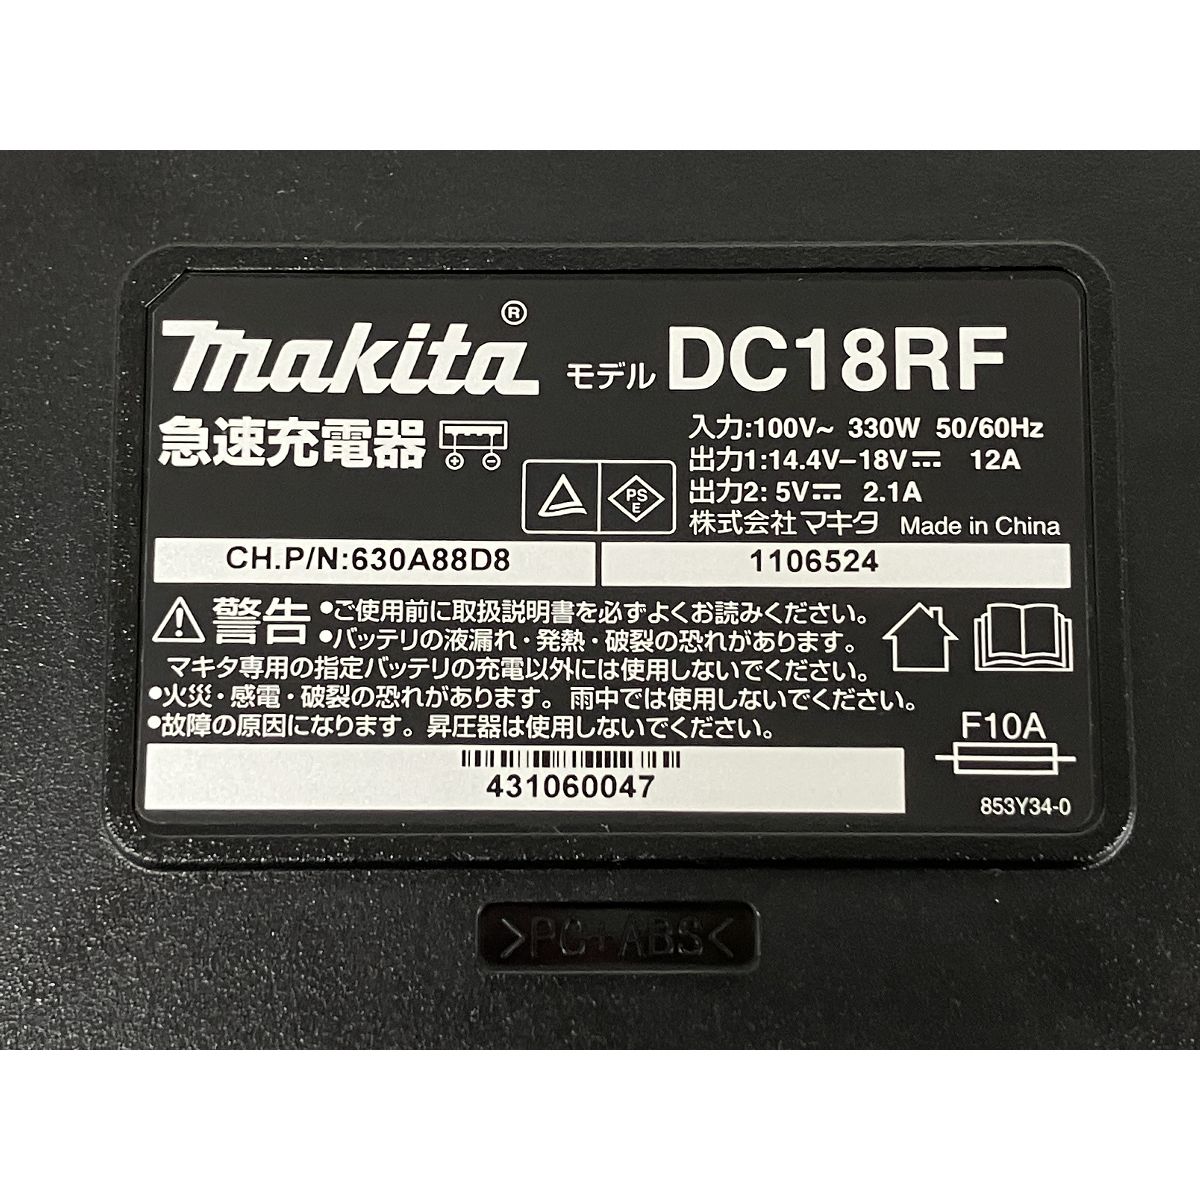 makita®
モデル DC18RF
急速充電器
入力:100V~ 330W 50/60Hz
出力1:14.4V–18V⎓ 12A
出力2: 5V⎓ 2.1A
PS
E
株式会社 マキタ Made in China
CH.P/N:630A88D8
1106524
警告 •ご使用前に取扱説明書を必ずよくお読みください。
•バッテリの液漏れ・発熱・破裂の恐れがあります。
マキタ専用の指定バッテリの充電以外には使用しないでください。
•火災・感電・破裂の恐れがあります。雨中では使用しないでください。
•故障の原因になります。昇圧器は使用しないでください。
F10A
431060047
853Y34-0
>PC+ABS<